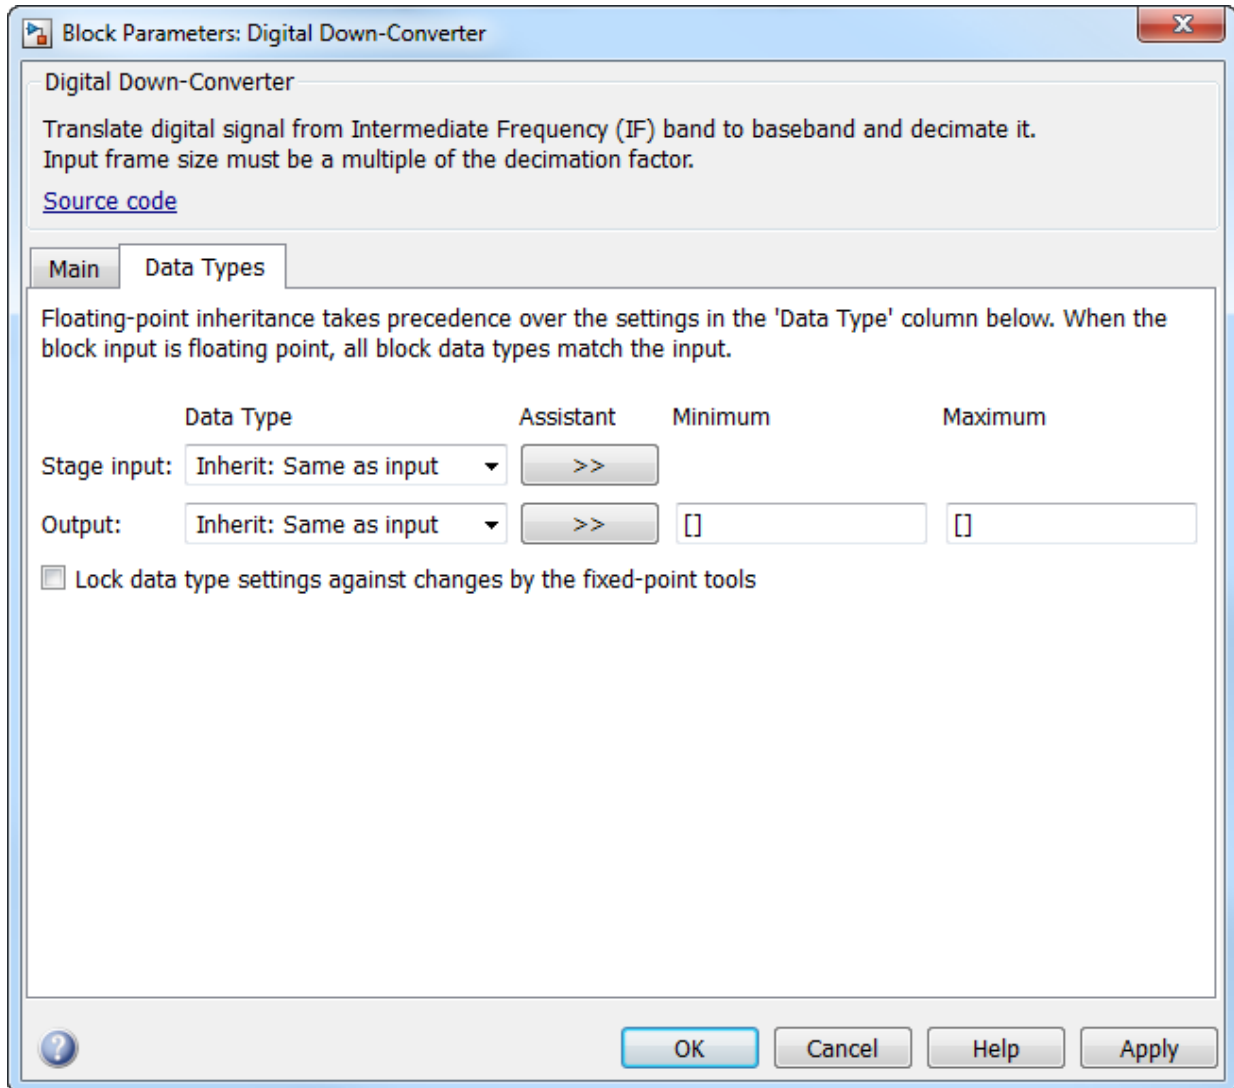 Block Parameters: Digital Down-Converter
X
Digital Down-Converter
Translate digital signal from Intermediate Frequency (IF) band to baseband and decimate it.
Input frame size must be a multiple of the decimation factor.
Source code
Main Data Types
Floating-point inheritance takes precedence over the settings in the 'Data Type' column below. When the
block input is floating point, all block data types match the input.
Data Type Assistant Minimum Maximum
Stage input: Inherit: Same as input >>
Output: Inherit: Same as input >> [] []
Lock data type settings against changes by the fixed-point tools
? OK Cancel Help Apply